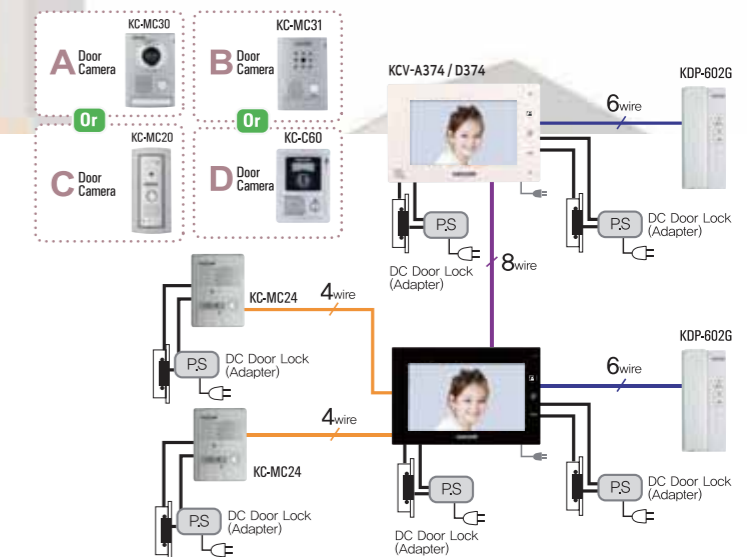 KC-MC30
A Door
Camera
KC-MC31
B Door
Camera
Or
Or
KC-MC20
C Door
Camera
KC-C60
D Door
Camera
KCV-A374 / D374
KDP-602G
6wire
P.S
DC Door Lock
(Adapter)
P.S
DC Door Lock
(Adapter)
8wire
KC-MC24
4wire
P.S
DC Door Lock
(Adapter)
KDP-602G
6wire
4wire
KC-MC24
P.S
DC Door Lock
(Adapter)
P.S
DC Door Lock
(Adapter)
P.S
DC Door Lock
(Adapter)